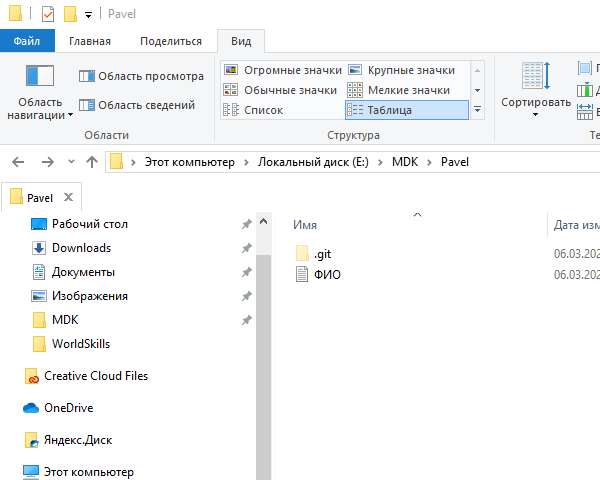 Pavel
Файл Главная Поделиться Вид
Область навигации
Область просмотра
Область сведений
Области
Огромные значки Крупные значки
Обычные значки Мелкие значки
Список Таблица
Структура
Сортировать
Этот компьютер Локальный диск (E:) MDK Pavel
Pavel
Имя Дата изм
Рабочий стол
Downloads
Документы
Изображения
MDK
WorldSkills
Creative Cloud Files
OneDrive
Яндекс.Диск
Этот компьютер
.git 06.03.202
ФИО 06.03.202